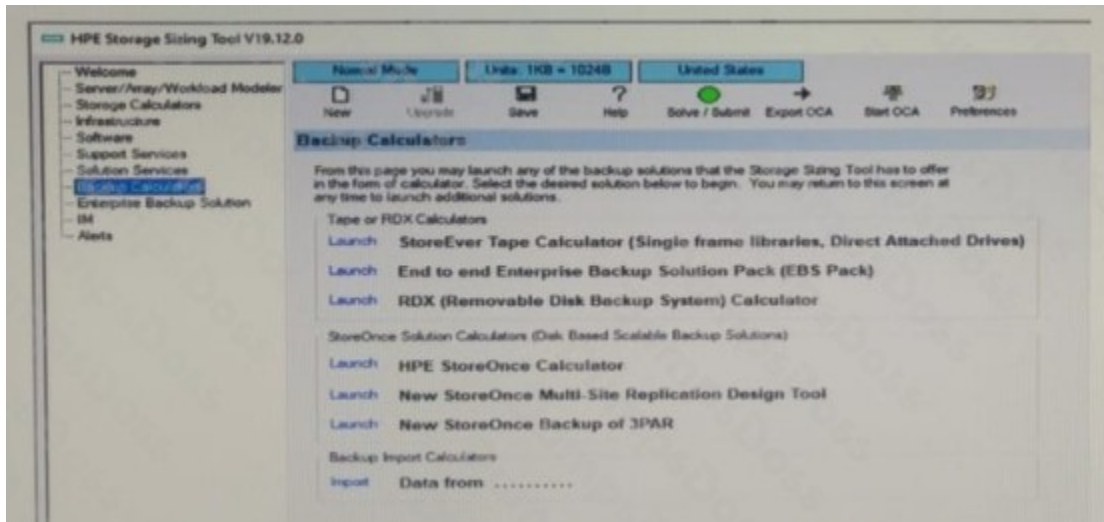 HPE Storage Sizing Tool V19.12.0
Welcome
Server/Array/Workload Modeler
Storage Calculators
Infrastructure
Software
Support Services
Solution Services
Backup Calculators
Enterprise Backup Solution
IM
Alerts
Normal Mode
Units: 1KB = 1024B
United States
New
Upgrade
Save
Help
Solve / Submit
Export OCA
Start OCA
Preferences
Backup Calculators
From this page you may launch any of the backup solutions that the Storage Sizing Tool has to offer
in the form of calculator. Select the desired solution below to begin. You may return to this screen at
any time to launch additional solutions.
Tape or RDX Calculators
Launch StoreEver Tape Calculator (Single frame libraries, Direct Attached Drives)
Launch End to end Enterprise Backup Solution Pack (EBS Pack)
Launch RDX (Removable Disk Backup System) Calculator
StoreOnce Solution Calculators (Disk Based Scalable Backup Solutions)
Launch HPE StoreOnce Calculator
Launch New StoreOnce Multi-Site Replication Design Tool
Launch New StoreOnce Backup of 3PAR
Backup Import Calculators
Import Data from ..........